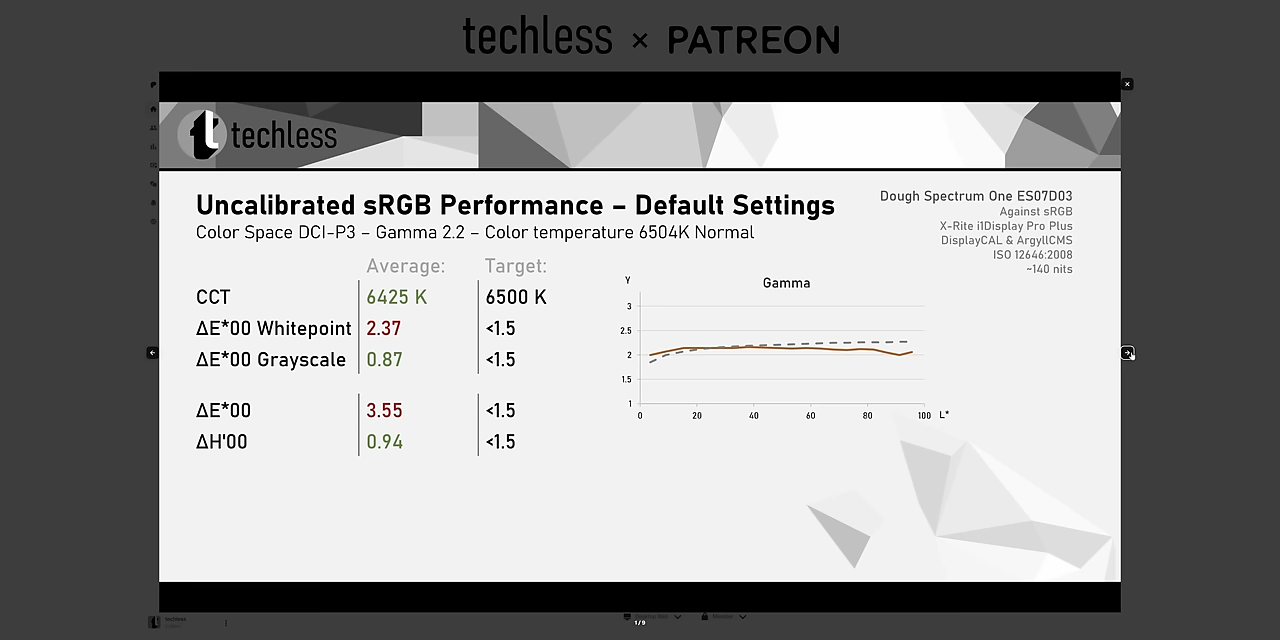 techless × PATREON
techless
Uncalibrated sRGB Performance – Default Settings
Color Space DCI-P3 – Gamma 2.2 – Color temperature 6504K Normal
Dough Spectrum One ES07D03
Against sRGB
X-Rite i1Display Pro Plus
DisplayCAL & ArgyllCMS
ISO 12646:2008
~140 nits
Average: Target:
CCT 6425 K 6500 K
ΔE*00 Whitepoint 2.37 <1.5
ΔE*00 Grayscale 0.87 <1.5
ΔE*00 3.55 <1.5
ΔH'00 0.94 <1.5
Gamma
Y
3
2.5
2
1.5
1
0 20 40 60 80 100 L*
techless
1/9